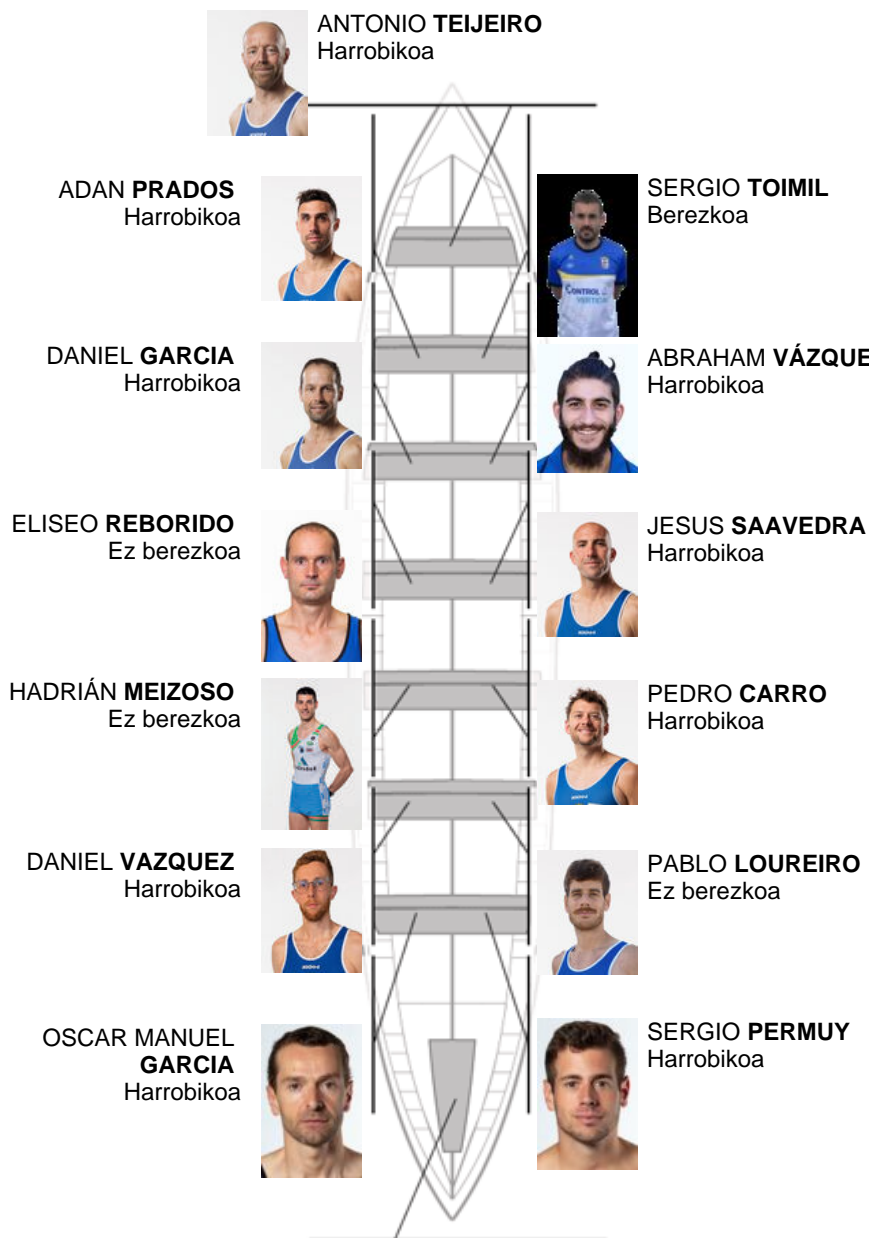 ANTONIO TEIJEIRO
Harrobikoa
ADAN PRADOS
Harrobikoa
SERGIO TOIMIL
Berezkoa
CONTROL
VERTICAL
DANIEL GARCIA
Harrobikoa
ABRAHAM VÁZQUE
Harrobikoa
ELISEO REBORIDO
Ez berezkoa
JESUS SAAVEDRA
Harrobikoa
HADRIÁN MEIZOSO
Ez berezkoa
PEDRO CARRO
Harrobikoa
DANIEL VAZQUEZ
Harrobikoa
PABLO LOUREIRO
Ez berezkoa
OSCAR MANUEL
GARCIA
Harrobikoa
SERGIO PERMUY
Harrobikoa